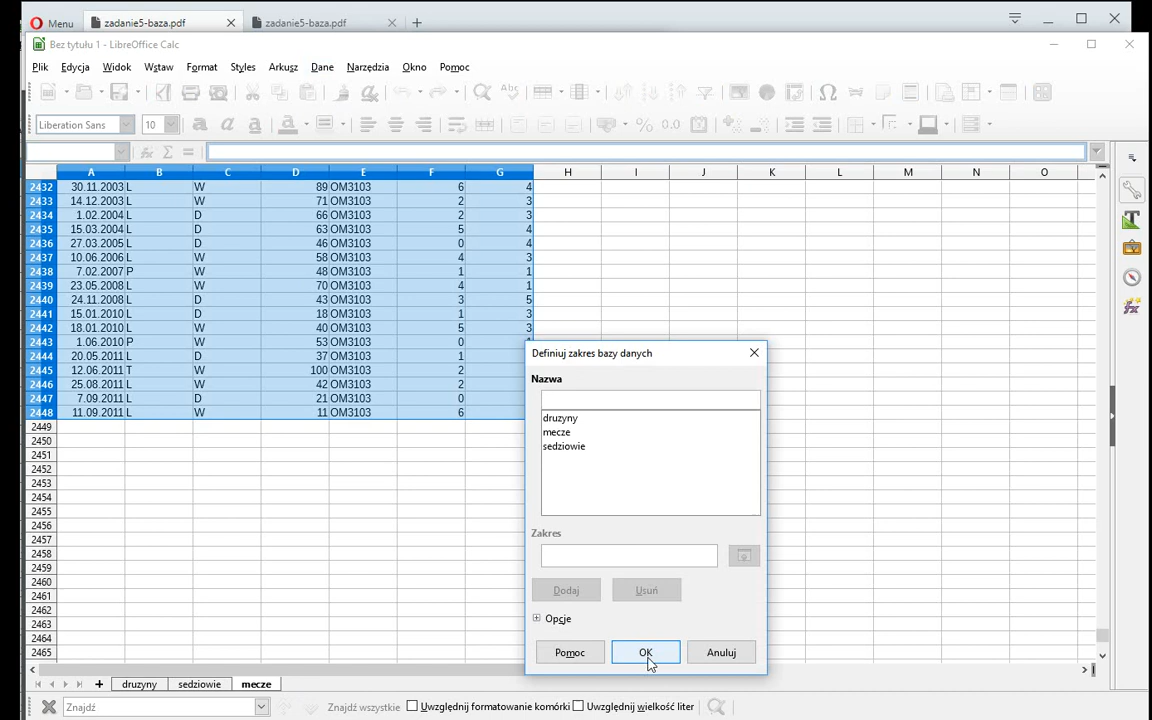 Menu zadanie5-baza.pdf zadanie5-baza.pdf
Bez tytułu 1 - LibreOffice Calc
Plik Edycja Widok Wstaw Format Styles Arkusz Dane Narzędzia Okno Pomoc
Liberation Sans 10
A B C D E F G H I J K L M N O
2432 30.11.2003 L W 89 OM3103 6 4
2433 14.12.2003 L W 71 OM3103 2 3
2434 1.02.2004 L D 66 OM3103 2 3
2435 15.03.2004 L D 63 OM3103 5 4
2436 27.03.2005 L D 46 OM3103 0 4
2437 10.06.2006 L W 58 OM3103 4 3
2438 7.02.2007 P W 48 OM3103 1 1
2439 23.05.2008 L W 70 OM3103 4 1
2440 24.11.2008 L D 43 OM3103 3 5
2441 15.01.2010 L D 18 OM3103 1 3
2442 18.01.2010 L W 40 OM3103 5 3
2443 1.06.2010 P W 53 OM3103 0
2444 20.05.2011 L D 37 OM3103 1
2445 12.06.2011 T W 100 OM3103 2
2446 25.08.2011 L W 42 OM3103 2
2447 7.09.2011 L D 21 OM3103 0
2448 11.09.2011 L W 11 OM3103 6
2449
2450
2451
2452
2453
2454
2455
2456
2457
2458
2459
2460
2461
2462
2463
2464
2465
Definiuj zakres bazy danych
Nazwa
druzyny
mecze
sedziowie
Zakres
Dodaj Usuń
Opcje
Pomoc OK Anuluj
druzyny sedziowie mecze
Znajdź Znajdź wszystkie Uwzględnij formatowanie komórki Uwzględnij wielkość liter